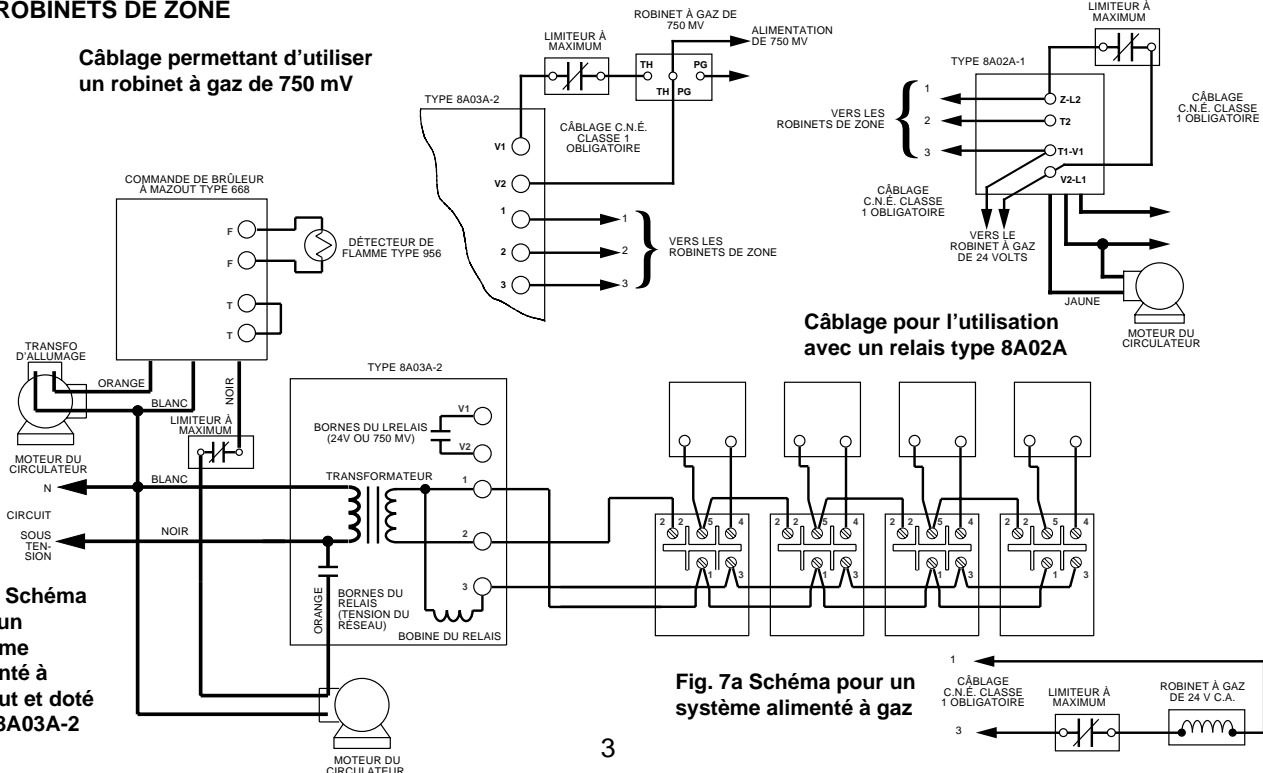 ROBINETS DE ZONE
Câblage permettant d'utiliser
un robinet à gaz de 750 mV
LIMITEUR À
MAXIMUM
ROBINET À GAZ DE
750 MV
ALIMENTATION
DE 750 MV
TH
PG
TH
PG
TYPE 8A03A-2
CÂBLAGE C.N.É.
CLASSE 1
OBLIGATOIRE
V1
V2
1
2
3
1
2
3
VERS LES
ROBINETS DE ZONE
LIMITEUR À
MAXIMUM
TYPE 8A02A-1
1
2
3
VERS LES
ROBINETS DE ZONE
Z-L2
T2
T1-V1
V2-L1
CÂBLAGE
C.N.É. CLASSE
1 OBLIGATOIRE
CÂBLAGE
C.N.É. CLASSE
1 OBLIGATOIRE
VERS LE
ROBINET À GAZ
DE 24 VOLTS
JAUNE
MOTEUR DU
CIRCULATEUR
Câblage pour l'utilisation
avec un relais type 8A02A
COMMANDE DE BRÛLEUR
À MAZOUT TYPE 668
F
F
T
T
DÉTECTEUR DE
FLAMME TYPE 956
TRANSFO
D'ALLUMAGE
ORANGE
BLANC
NOIR
LIMITEUR À
MAXIMUM
MOTEUR DU
CIRCULATEUR
N
BLANC
CIRCUIT
SOUS
TEN-
SION
NOIR
TYPE 8A03A-2
BORNES DU LRELAIS
(24V OU 750 MV)
V1
V2
TRANSFORMATEUR
1
2
3
ORANGE
BORNES DU
RELAIS
(TENSION DU
RÉSEAU)
BOBINE DU RELAIS
MOTEUR DU
CIRCULATEUR
2 2 5 4
1 3
2 2 5 4
1 3
2 2 5 4
1 3
2 2 5 4
1 3
Schéma
un
me
nté à
ut et doté
8A03A-2
Fig. 7a Schéma pour un
système alimenté à gaz
1
CÂBLAGE
C.N.É. CLASSE
1 OBLIGATOIRE
3
LIMITEUR À
MAXIMUM
ROBINET À GAZ
DE 24 V C.A.
3